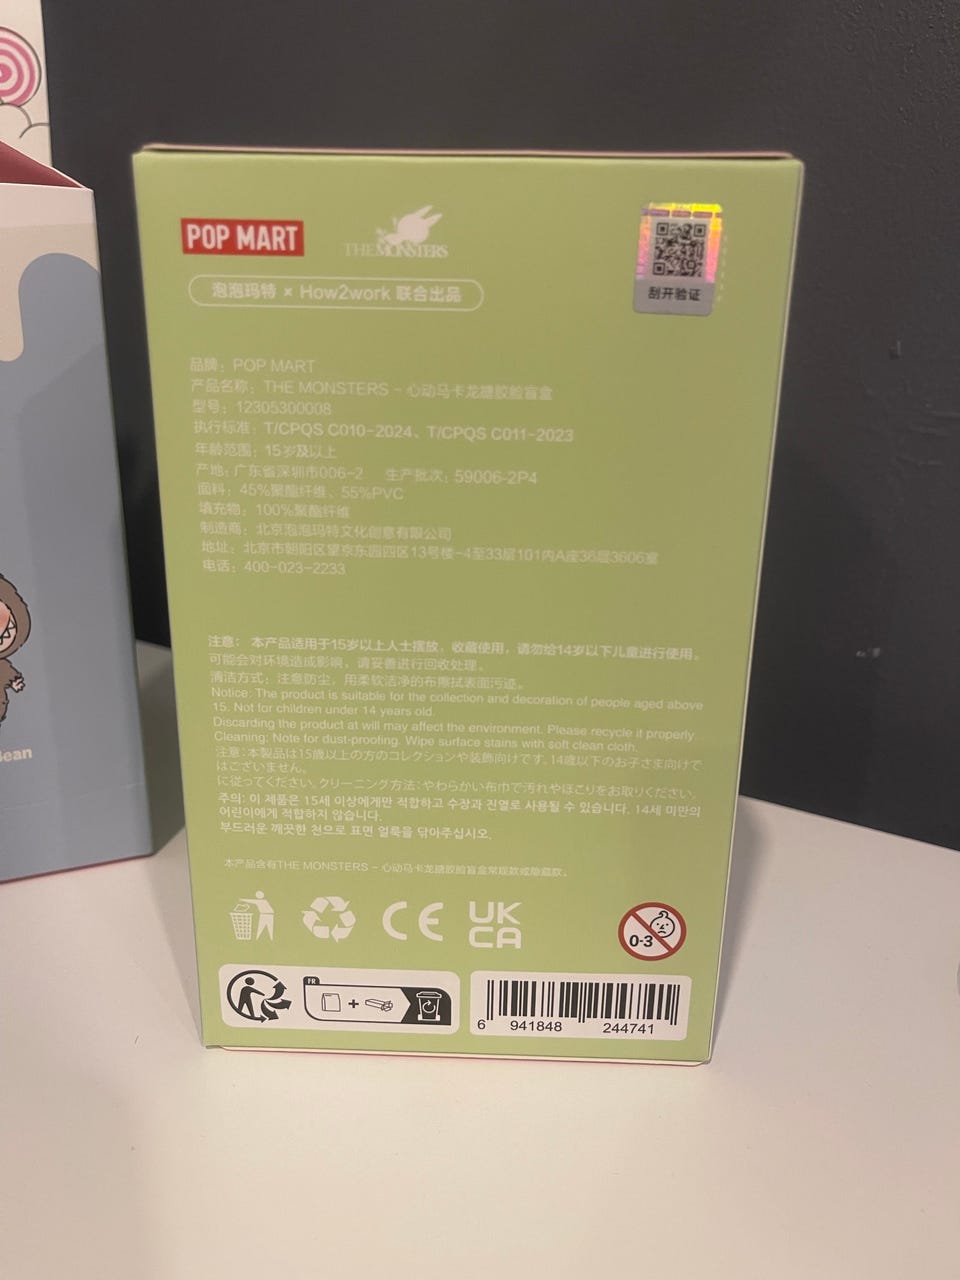 POP MART
THE MONSTERS
泡泡玛特 × How2work 联合出品
刮开验证
品牌：POP MART
产品名称：THE MONSTERS - 心动马卡龙搪胶脸盲盒
型号：12305300008
执行标准：T/CPQS C010-2024、T/CPQS C011-2023
年龄范围：15岁及以上
产地：广东省深圳市006-2 生产批次：59006-2P4
面料：45%聚酯纤维、55%PVC
填充物：100%聚酯纤维
制造商：北京泡泡玛特文化创意有限公司
地址：北京市朝阳区望京东园四区13号楼-4至33层101内A座36层3606室
电话：400-023-2233
注意： 本产品适用于15岁以上人士摆放，收藏使用，请勿给14岁以下儿童进行使用。
可能会对环境造成影响，请妥善进行回收处理。
清洁方式：注意防尘，用柔软洁净的布擦拭表面污迹。
Notice: The product is suitable for the collection and decoration of people aged above
15. Not for children under 14 years old.
Discarding the product at will may affect the environment. Please recycle it properly.
Cleaning: Note for dust-proofing. Wipe surface stains with soft clean cloth.
注意：本製品は15歳以上の方のコレクションや装飾向けです。14歳以下のお子さま向けで
はございません。
に従ってください。クリーニング方法：やわらかい布巾で汚れやほこりをお取りください。
주의: 이 제품은 15세 이상에게만 적합하고 수장과 진열로 사용될 수 있습니다. 14세 미만의
어린이에게 적합하지 않습니다.
부드러운 깨끗한 천으로 표면 얼룩을 닦아주십시오.
本产品含有THE MONSTERS - 心动马卡龙搪胶脸盲盒常规款或隐藏款。
CE
UK
CA
0-3
FR
6 941848 244741
Bean